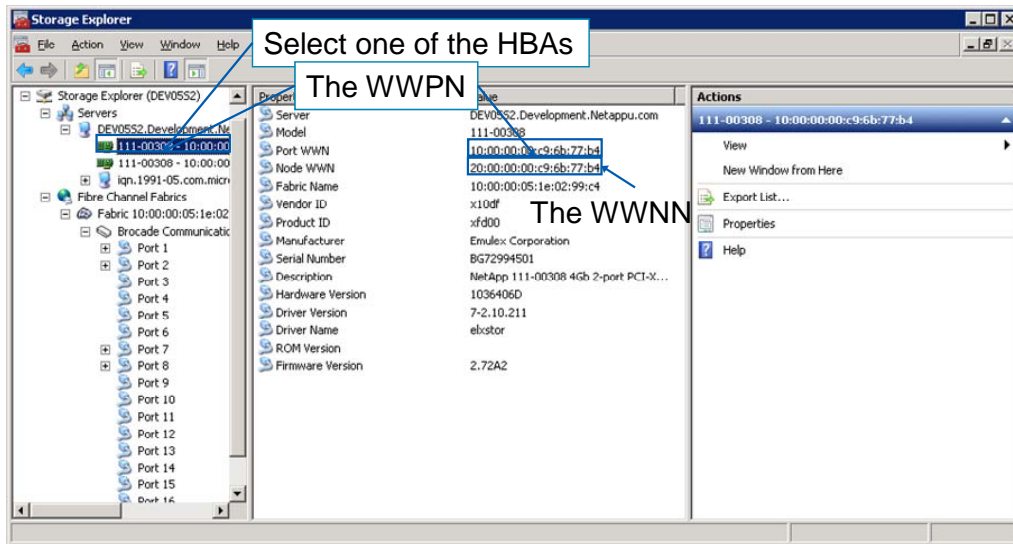 Storage Explorer
File Action View Window Help
Select one of the HBAs
The WWPN
Storage Explorer (DEV05S2)
Servers
DEV05S2.Development.Ne
111-00308 - 10:00:00
111-00308 - 10:00:00
iqn.1991-05.com.micr
Fibre Channel Fabrics
Fabric 10:00:00:05:1e:02
Brocade Communicatic
Port 1
Port 2
Port 3
Port 4
Port 5
Port 6
Port 7
Port 8
Port 9
Port 10
Port 11
Port 12
Port 13
Port 14
Port 15
Port 16
Server DEV05S2.Development.Netappu.com
Model 111-00308
Port WWN 10:00:00:00:c9:6b:77:b4
Node WWN 20:00:00:00:c9:6b:77:b4
Fabric Name 10:00:00:05:1e:02:99:c4
Vendor ID x10df
The WWNN
Product ID xfd00
Manufacturer Emulex Corporation
Serial Number BG72994501
Description NetApp 111-00308 4Gb 2-port PCI-X...
Hardware Version 1036406D
Driver Version 7-2.10.211
Driver Name elxstor
ROM Version
Firmware Version 2.72A2
Actions
111-00308 - 10:00:00:00:c9:6b:77:b4
View
New Window from Here
Export List...
Properties
Help